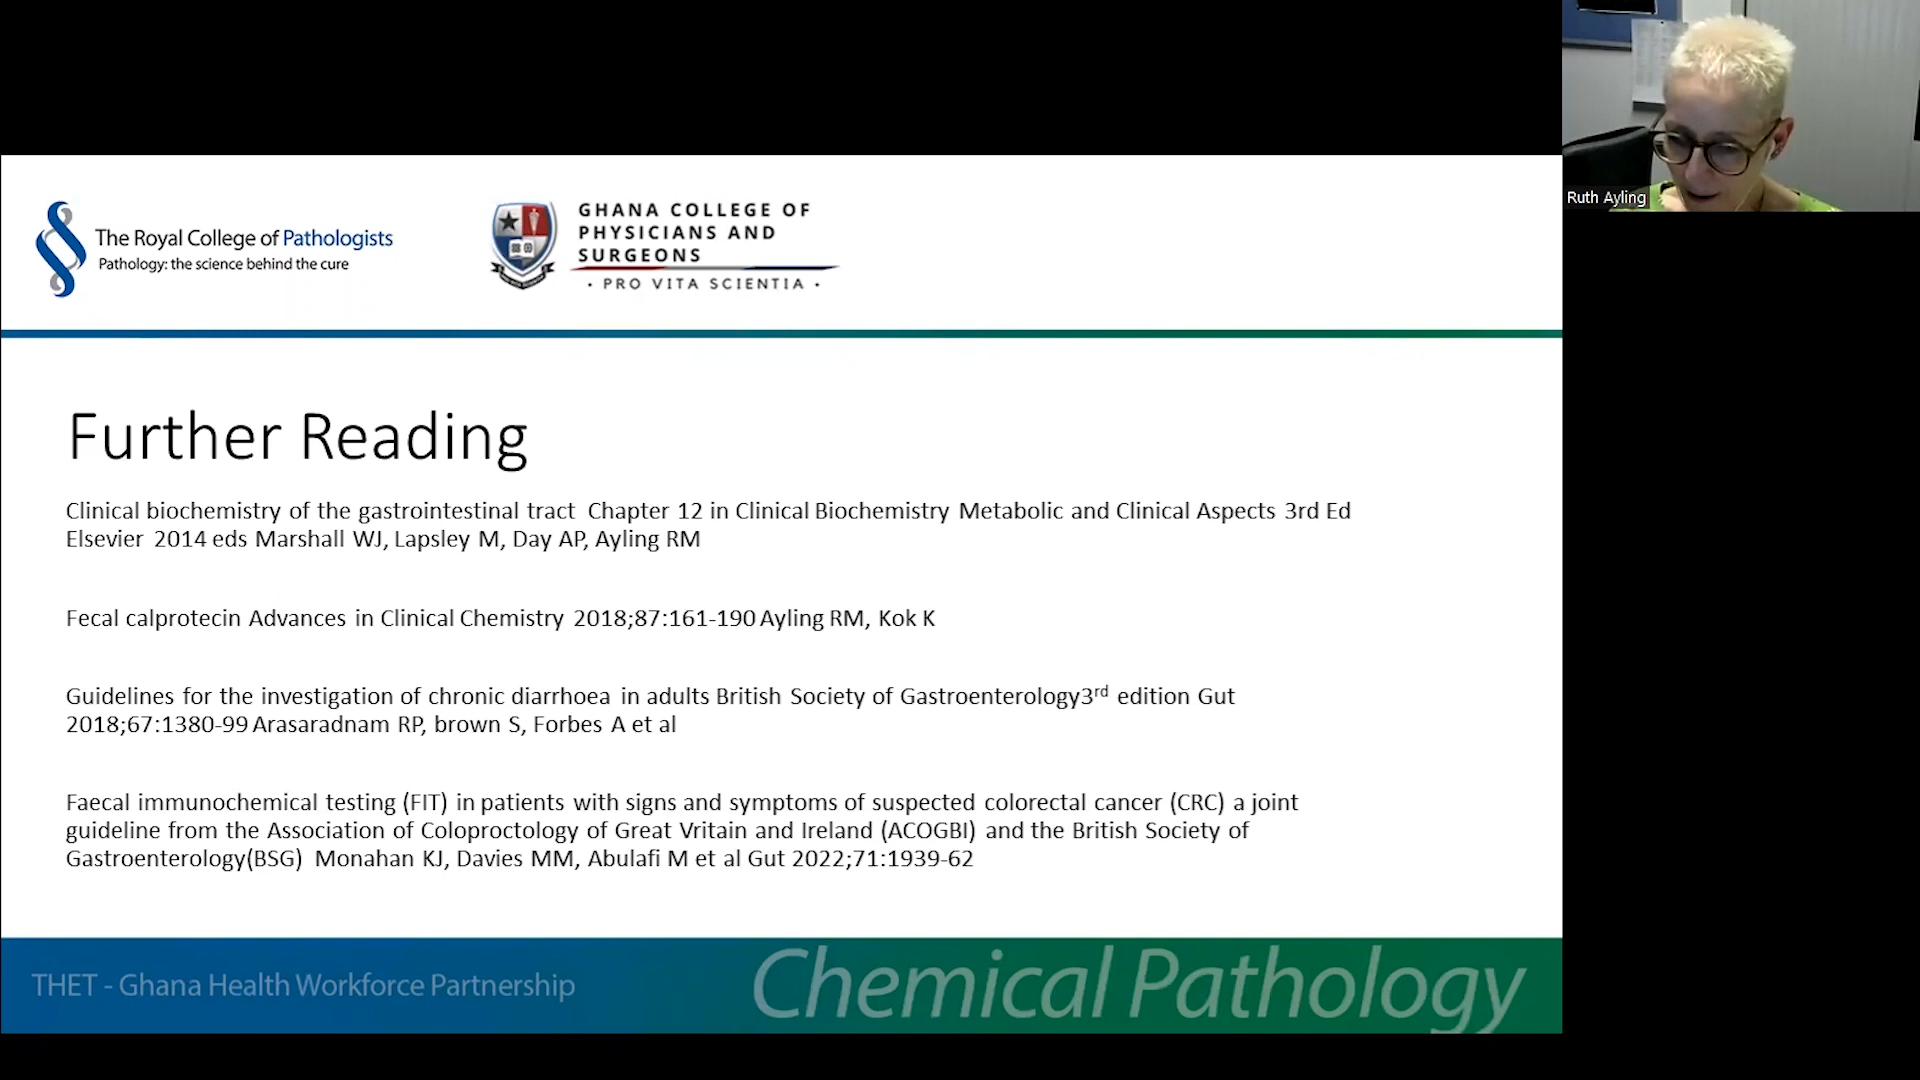 Ruth Ayling
The Royal College of Pathologists
Pathology: the science behind the cure
GHANA COLLEGE OF
PHYSICIANS AND
SURGEONS
· PRO VITA SCIENTIA ·
Further Reading
Clinical biochemistry of the gastrointestinal tract Chapter 12 in Clinical Biochemistry Metabolic and Clinical Aspects 3rd Ed
Elsevier 2014 eds Marshall WJ, Lapsley M, Day AP, Ayling RM
Fecal calprotecin Advances in Clinical Chemistry 2018;87:161-190 Ayling RM, Kok K
Guidelines for the investigation of chronic diarrhoea in adults British Society of Gastroenterology3rd edition Gut
2018;67:1380-99 Arasaradnam RP, brown S, Forbes A et al
Faecal immunochemical testing (FIT) in patients with signs and symptoms of suspected colorectal cancer (CRC) a joint
guideline from the Association of Coloproctology of Great Vritain and Ireland (ACOGBI) and the British Society of
Gastroenterology(BSG) Monahan KJ, Davies MM, Abulafi M et al Gut 2022;71:1939-62
THET - Ghana Health Workforce Partnership
Chemical Pathology